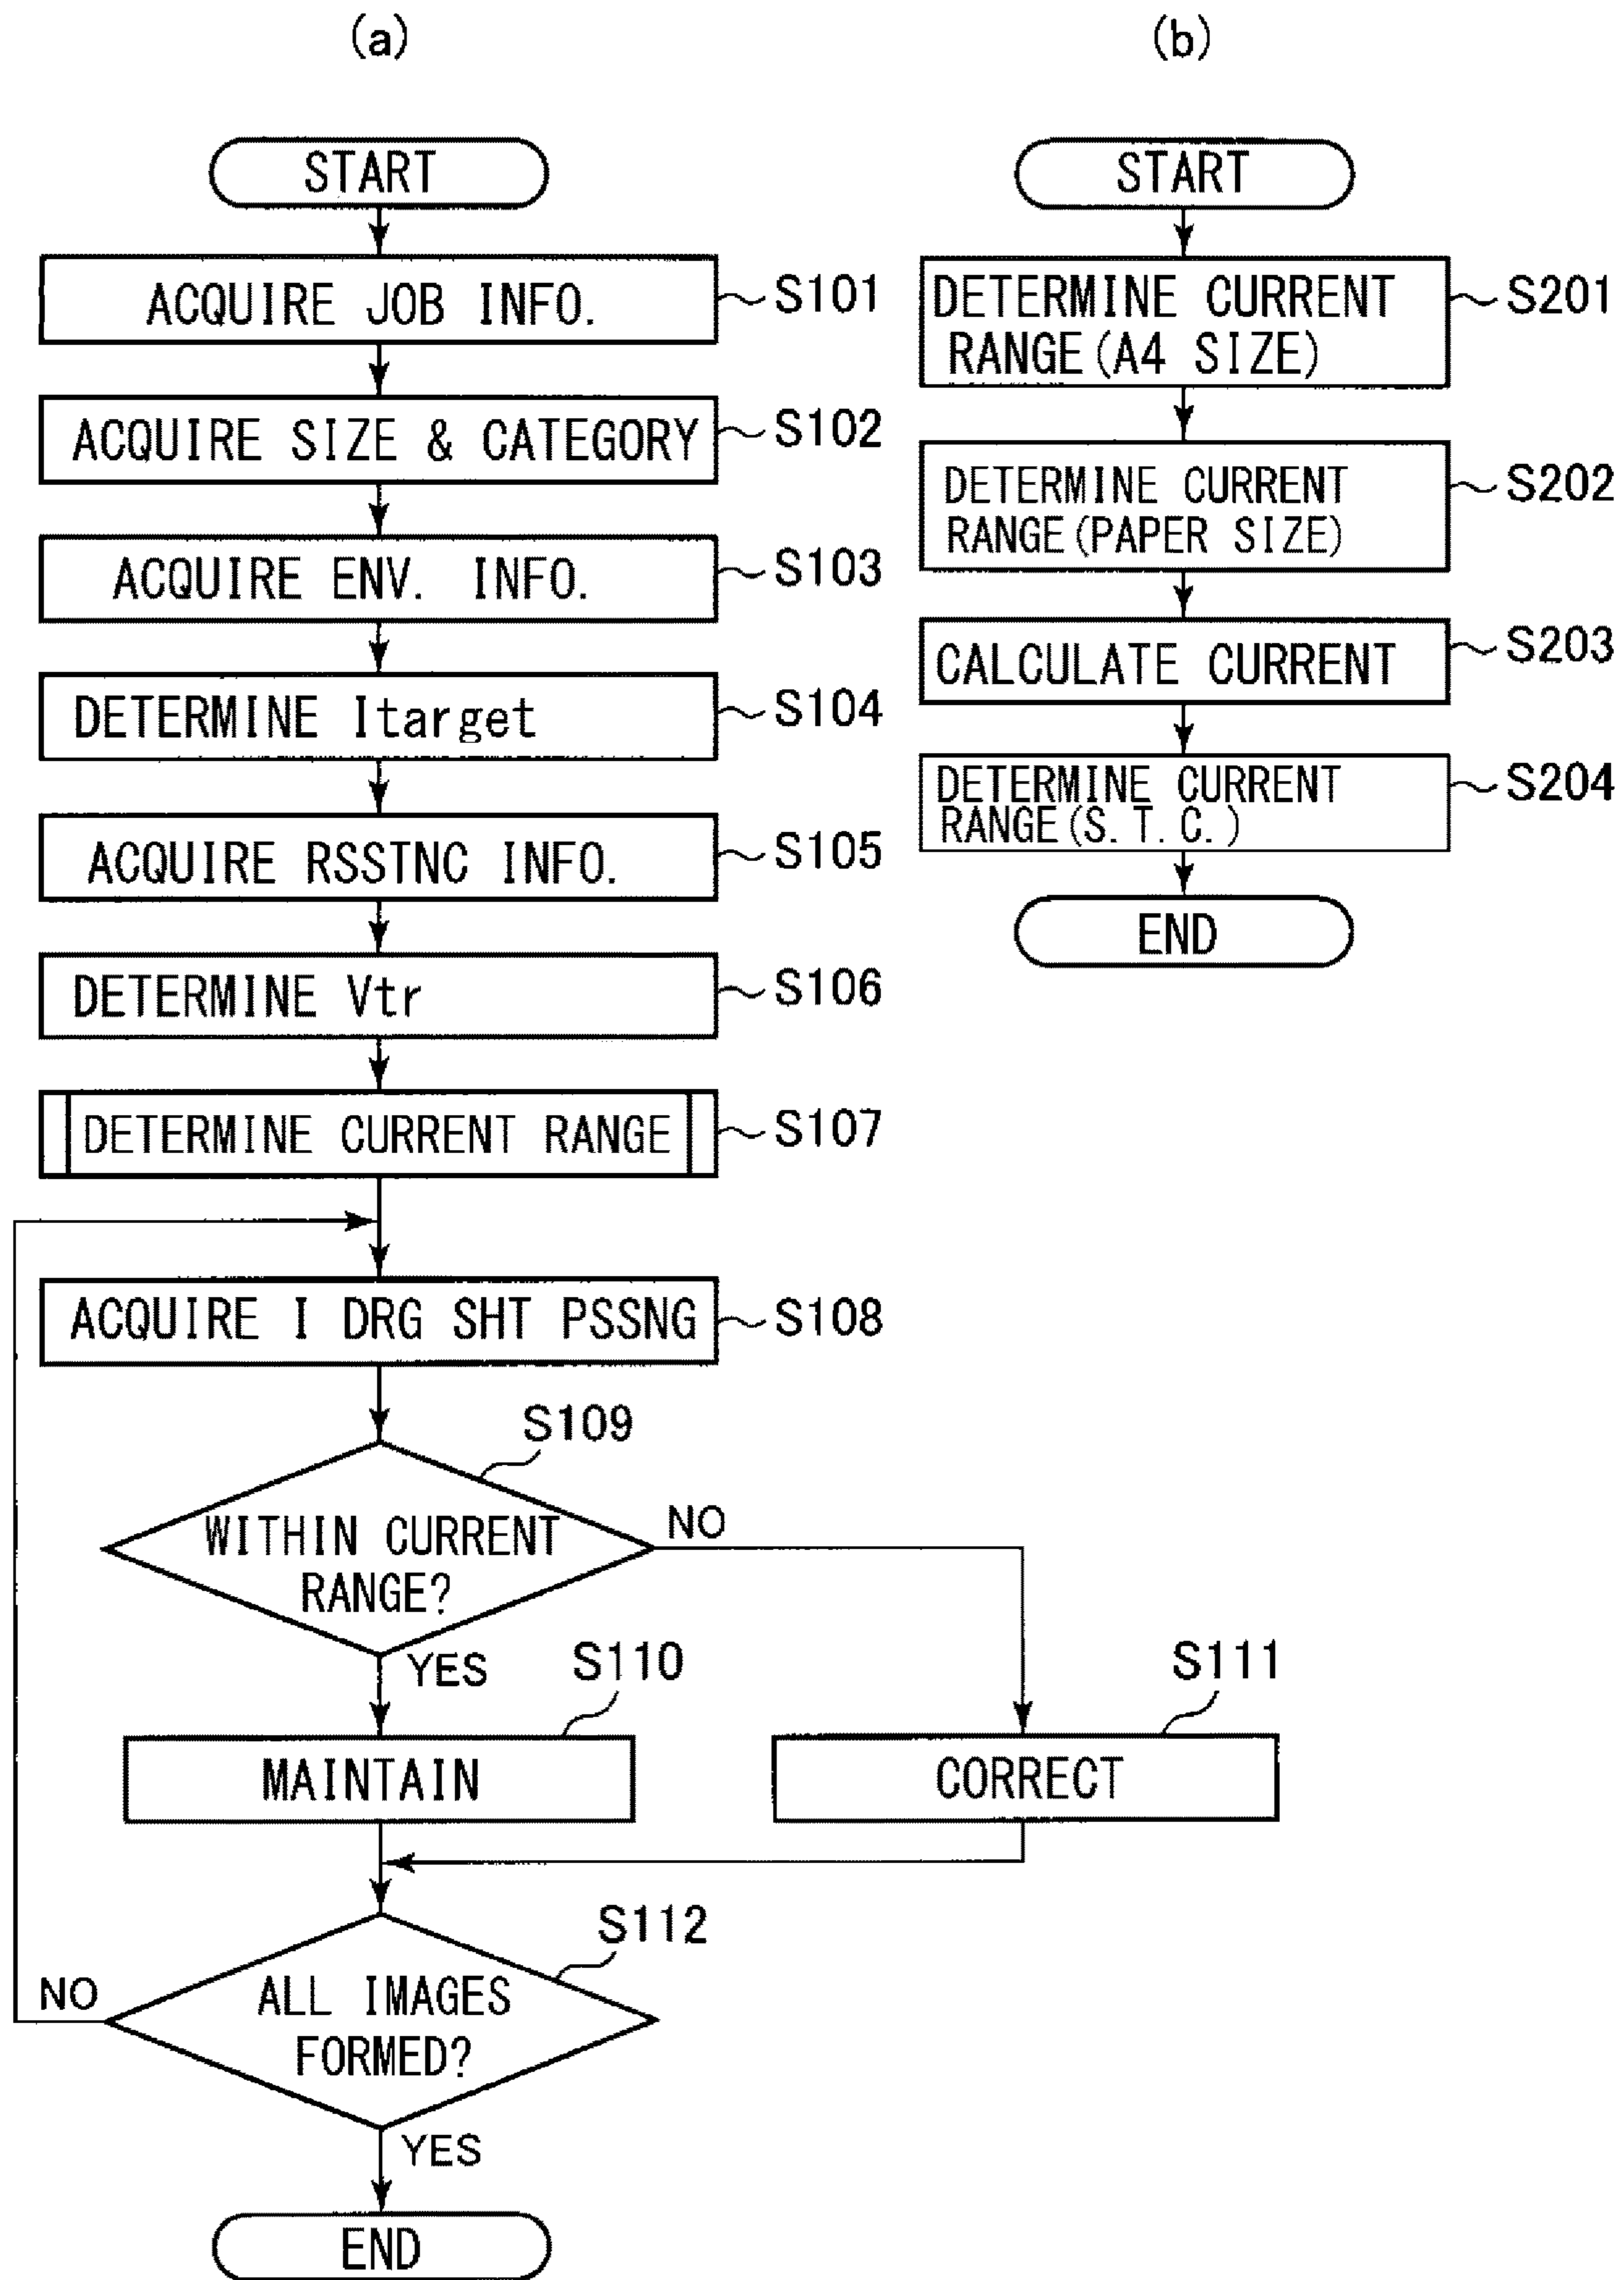 (a)
START
ACQUIRE JOB INFO.
S101
ACQUIRE SIZE & CATEGORY
S102
ACQUIRE ENV. INFO.
S103
DETERMINE Itarget
S104
ACQUIRE RSSTNC INFO.
S105
DETERMINE Vtr
S106
DETERMINE CURRENT RANGE
S107
ACQUIRE I DRG SHT PSSNG
S108
S109
WITHIN CURRENT
RANGE?
NO
YES
S110
MAINTAIN
S111
CORRECT
S112
ALL IMAGES
FORMED?
NO
YES
END
(b)
START
DETERMINE CURRENT
RANGE(A4 SIZE)
S201
DETERMINE CURRENT
RANGE(PAPER SIZE)
S202
CALCULATE CURRENT
S203
DETERMINE CURRENT
RANGE(S.T.C.)
S204
END